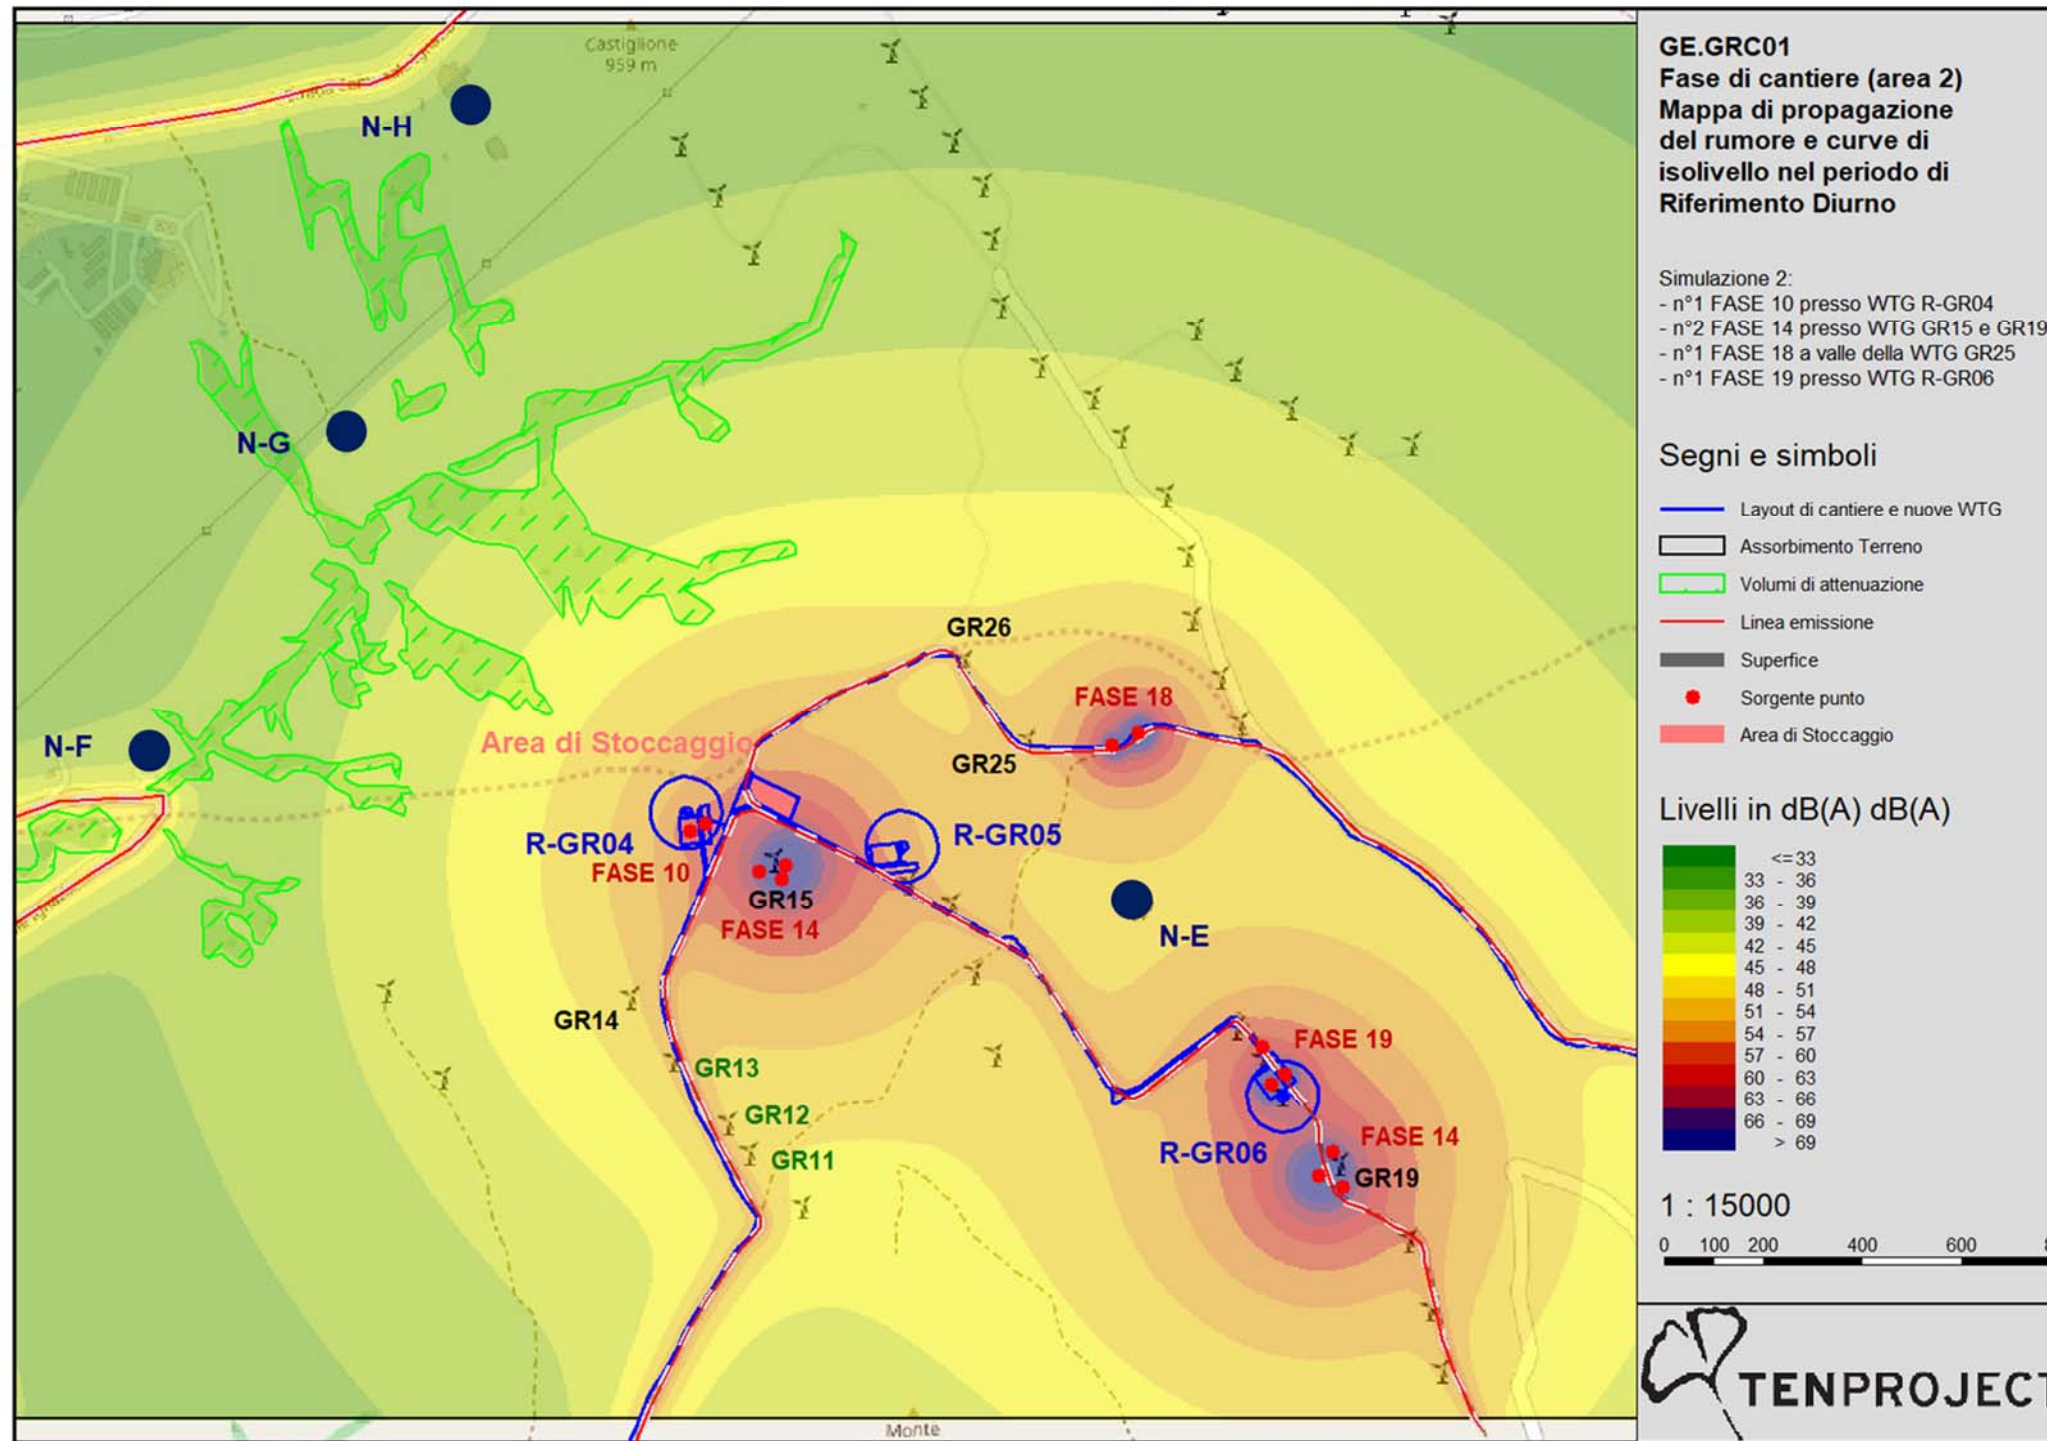 Castiglione
959 m
N-H
N-G
N-F
GR26
FASE 18
Area di Stoccaggio
GR25
R-GR04
R-GR05
FASE 10
GR15
FASE 14
N-E
GR14
FASE 19
GR13
GR12
FASE 14
R-GR06
GR11
GR19
Monte
GE.GRC01
Fase di cantiere (area 2)
Mappa di propagazione
del rumore e curve di
isolivello nel periodo di
Riferimento Diurno
Simulazione 2:
- n°1 FASE 10 presso WTG R-GR04
- n°2 FASE 14 presso WTG GR15 e GR19
- n°1 FASE 18 a valle della WTG GR25
- n°1 FASE 19 presso WTG R-GR06
Segni e simboli
Layout di cantiere e nuove WTG
Assorbimento Terreno
Volumi di attenuazione
Linea emissione
Superfice
Sorgente punto
Area di Stoccaggio
Livelli in dB(A) dB(A)
<=33
33 - 36
36 - 39
39 - 42
42 - 45
45 - 48
48 - 51
51 - 54
54 - 57
57 - 60
60 - 63
63 - 66
66 - 69
> 69
1 : 15000
0 100 200 400 600
TENPROJECT